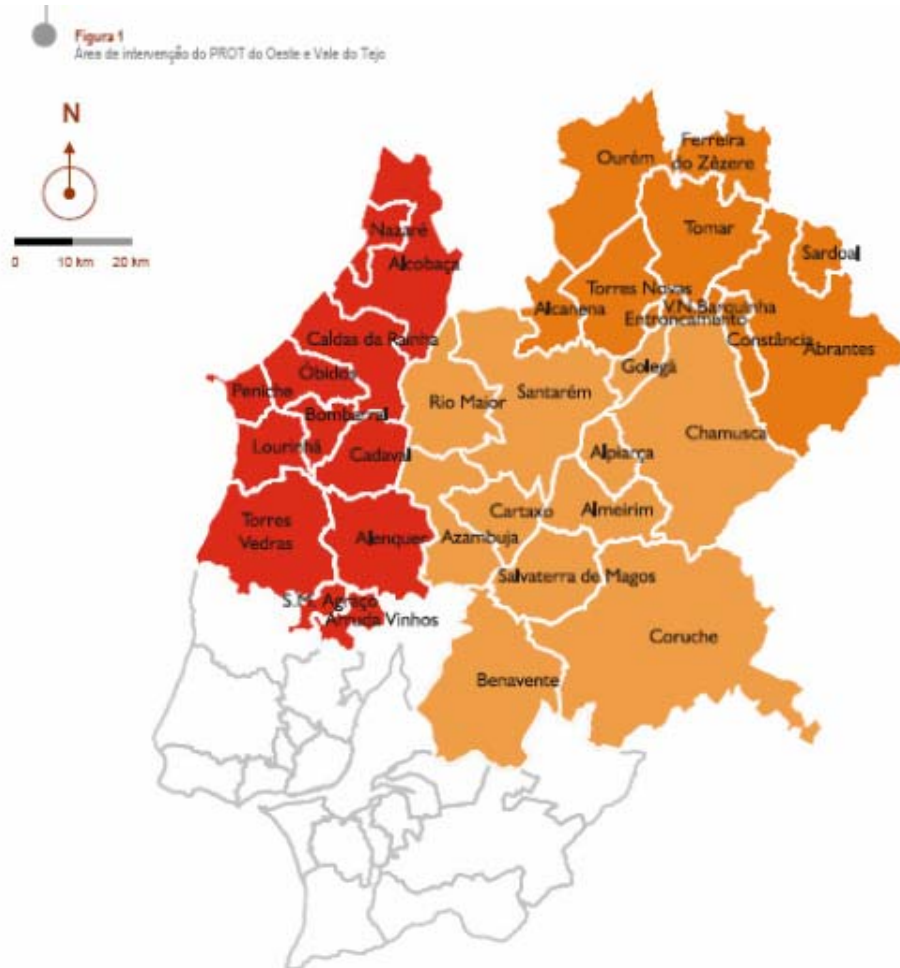 Figura 1
Área de intervenção do PROT do Oeste e Vale do Tejo
N
0 10 km 20 km
Ourém
Ferreira
do Zêzere
Nazaré
Tomar
Sardoal
Alcobaça
Torres Novas
Alcanena
V.N.Barquinha
Entroncamento
Constância
Abrantes
Caldas da Rainha
Golegã
Óbidos
Peniche
Rio Maior
Santarém
Bombarral
Chamusca
Lourinhã
Cadaval
Alpiarça
Cartaxo
Almeirim
Torres
Vedras
Alenquer
Azambuja
Salvaterra de Magos
S.M. Agraço
Arruda Vinhos
Coruche
Benavente